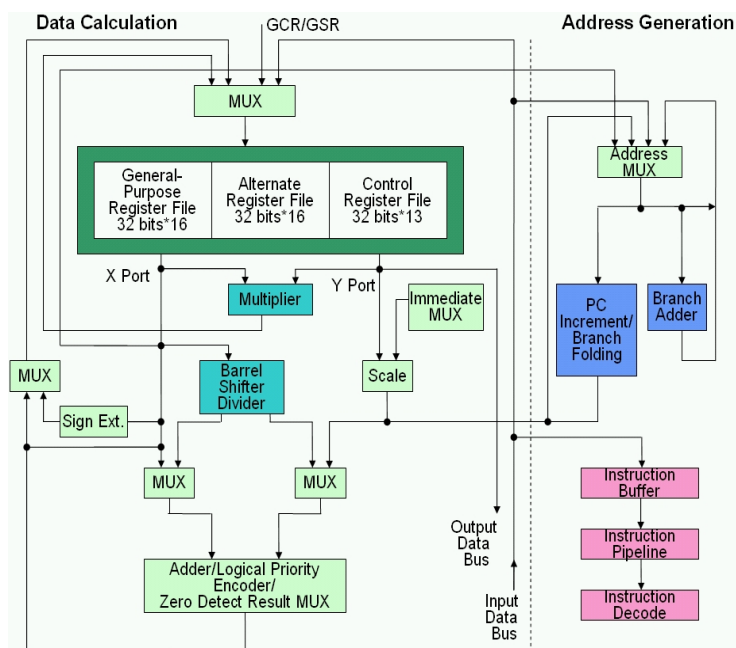 Data Calculation
GCR/GSR
Address Generation
MUX
Address
MUX
General-
Purpose
Register File
32 bits*16
Alternate
Register File
32 bits*16
Control
Register File
32 bits*13
X Port
Multiplier
Y Port
Immediate
MUX
PC
Increment/
Branch
Folding
Branch
Adder
MUX
Barrel
Shifter
Divider
Scale
Sign Ext.
MUX
MUX
Instruction
Buffer
Output
Data
Bus
Instruction
Pipeline
Adder/Logical Priority
Encoder/
Zero Detect Result MUX
Input
Data
Bus
Instruction
Decode